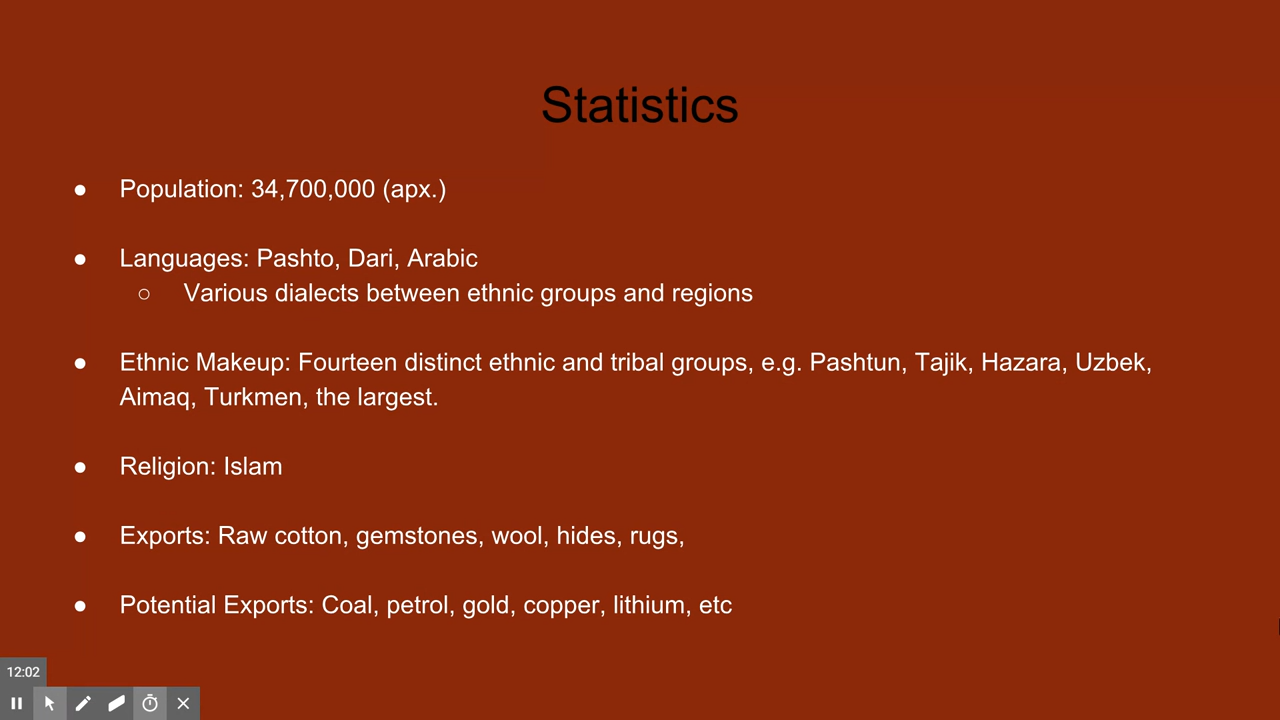 Statistics
● Population: 34,700,000 (apx.)
● Languages: Pashto, Dari, Arabic
○ Various dialects between ethnic groups and regions
● Ethnic Makeup: Fourteen distinct ethnic and tribal groups, e.g. Pashtun, Tajik, Hazara, Uzbek,
Aimaq, Turkmen, the largest.
● Religion: Islam
● Exports: Raw cotton, gemstones, wool, hides, rugs,
● Potential Exports: Coal, petrol, gold, copper, lithium, etc
12:02